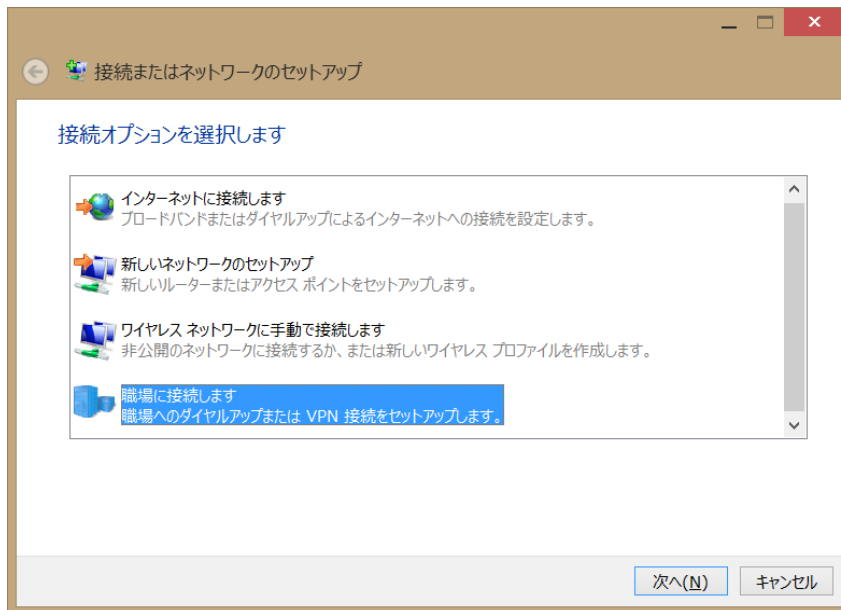 接続またはネットワークのセットアップ
接続オプションを選択します
インターネットに接続します
ブロードバンドまたはダイヤルアップによるインターネットへの接続を設定します。
新しいネットワークのセットアップ
新しいルーターまたはアクセス ポイントをセットアップします。
ワイヤレス ネットワークに手動で接続します
非公開のネットワークに接続するか、または新しいワイヤレス プロファイルを作成します。
職場に接続します
職場へのダイヤルアップまたは VPN 接続をセットアップします。
次へ(N) キャンセル